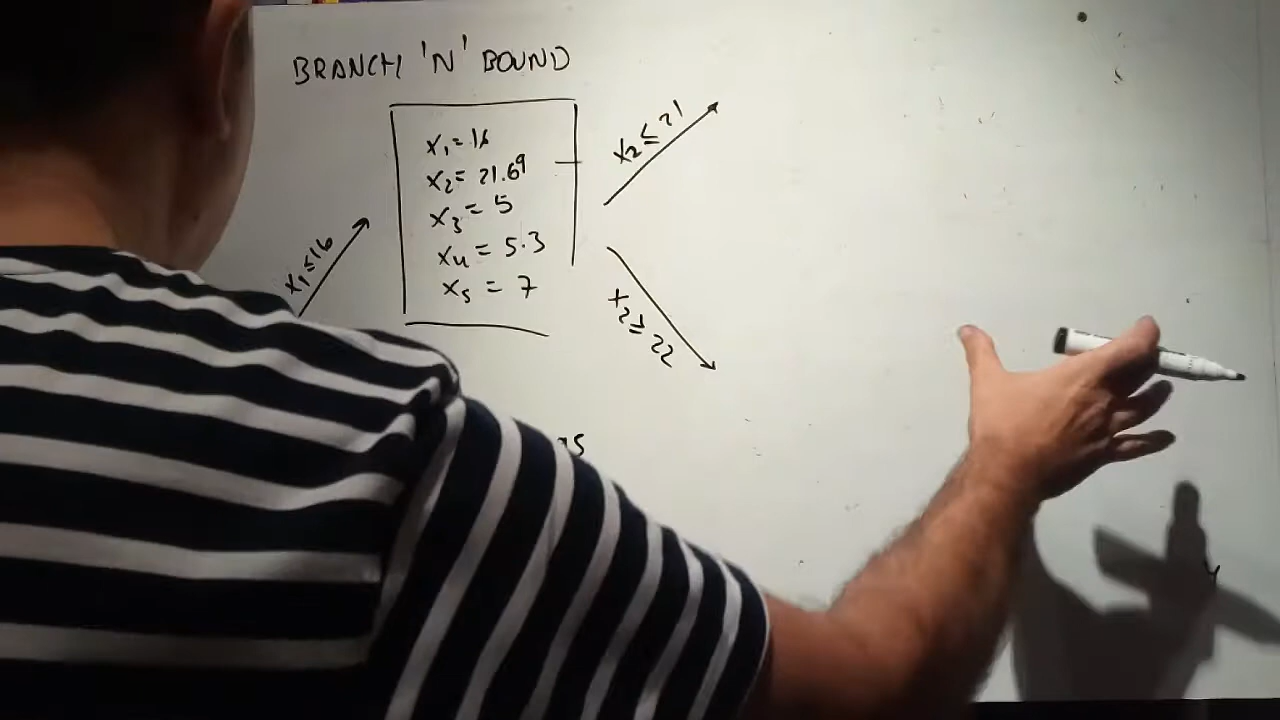 BRANCH 'N' BOUND
x₁ = 16
x₂ = 21.69
x₃ = 5
x₄ = 5.3
x₅ = 7
x₁ ≤ 16
x₂ ≤ 21
x₂ ≥ 22